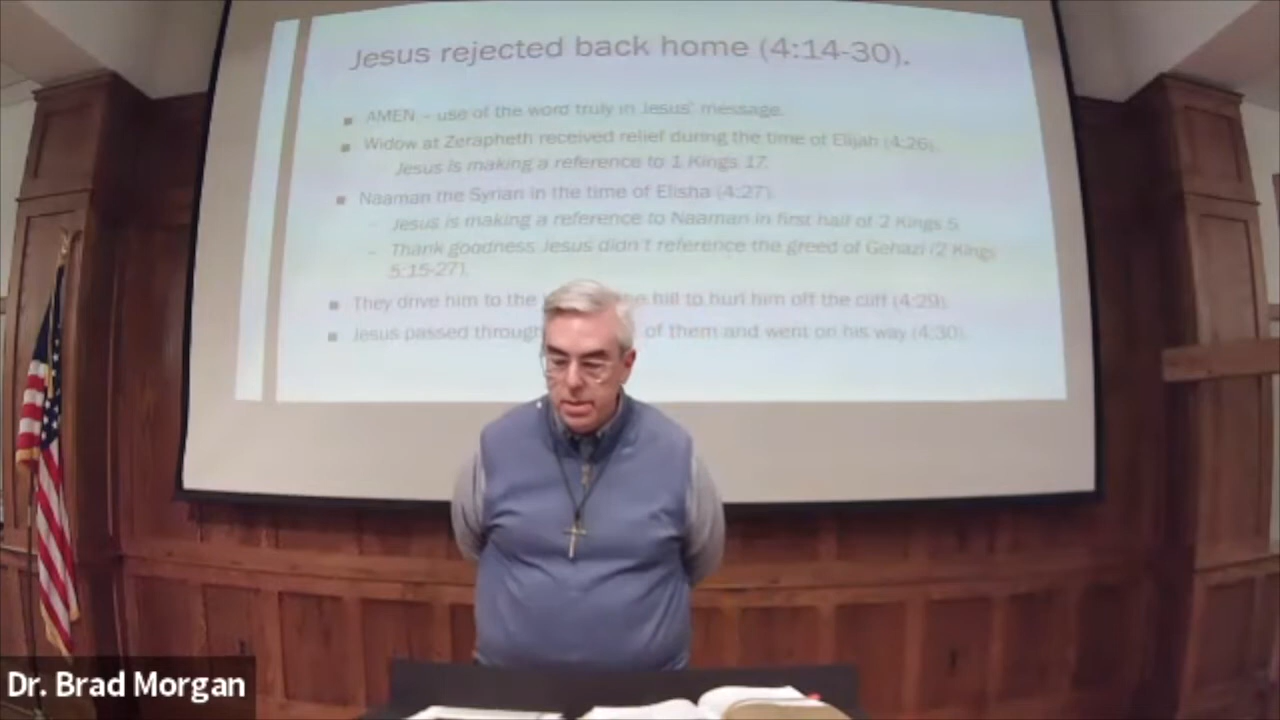 Jesus rejected back home (4:14-30).
AMEN – use of the word truly in Jesus' message.
Widow at Zerapheth received relief during the time of Elijah (4:26).
Jesus is making a reference to 1 Kings 17.
Naaman the Syrian in the time of Elisha (4:27).
– Jesus is making a reference to Naaman in first half of 2 Kings 5
– Thank goodness Jesus didn't reference the greed of Gehazi (2 Kings
5:15-27).
They drive him to the hill to hurl him off the cliff (4:29).
Jesus passed through of them and went on his way (4:30).
Dr. Brad Morgan